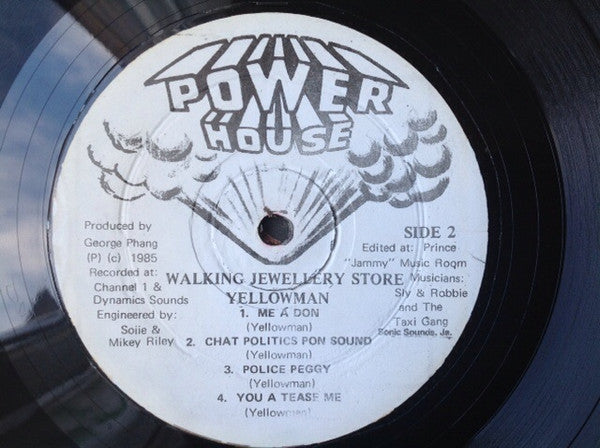 POWER
HOUSE
Produced by
George Phang
(P) (c) 1985
Recorded at:
Channel 1 &
Dynamics Sounds
Engineered by:
Soiie &
Mikey Riley
SIDE 2
Edited at: Prince
"Jammy" Music Room
Musicians:
Sly & Robbie
and The
Taxi Gang
Sonic Sounds, Ja.
WALKING JEWELLERY STORE
YELLOWMAN
1. ME A DON
(Yellowman)
2. CHAT POLITICS PON SOUND
(Yellowman)
3. POLICE PEGGY
(Yellowman)
4. YOU A TEASE ME
(Yellowman)